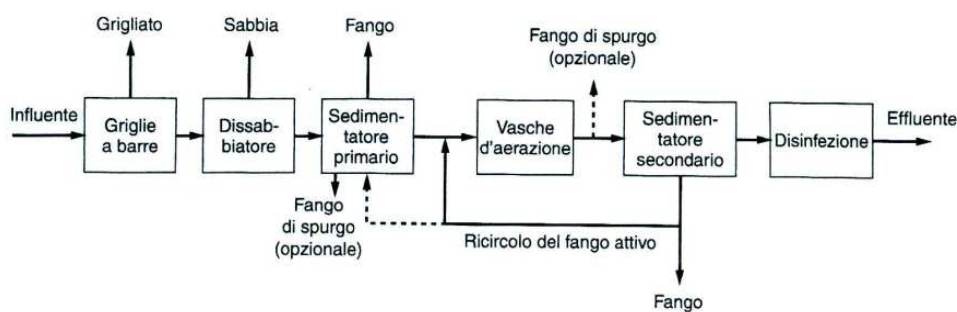 Grigliato
Sabbia
Fango
Fango di spurgo
(opzionale)
Influente
Griglie
a barre
Dissab-
biatore
Sedimen-
tatore
primario
Vasche
d'aerazione
Sedimen-
tatore
secondario
Disinfezione
Effluente
Fango
di spurgo
(opzionale)
Ricircolo del fango attivo
Fango